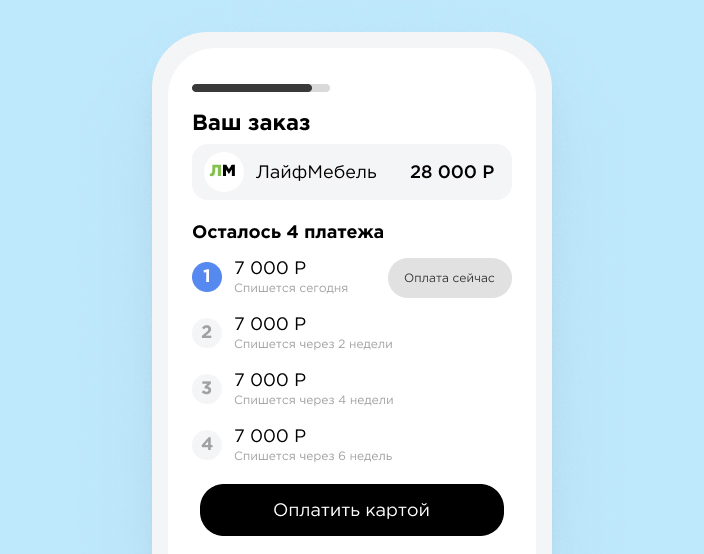 Ваш заказ
ЛМ ЛайфМебель 28 000 Р
Осталось 4 платежа
1 7 000 Р Оплата сейчас
Спишется сегодня
2 7 000 Р
Спишется через 2 недели
3 7 000 Р
Спишется через 4 недели
4 7 000 Р
Спишется через 6 недель
Оплатить картой